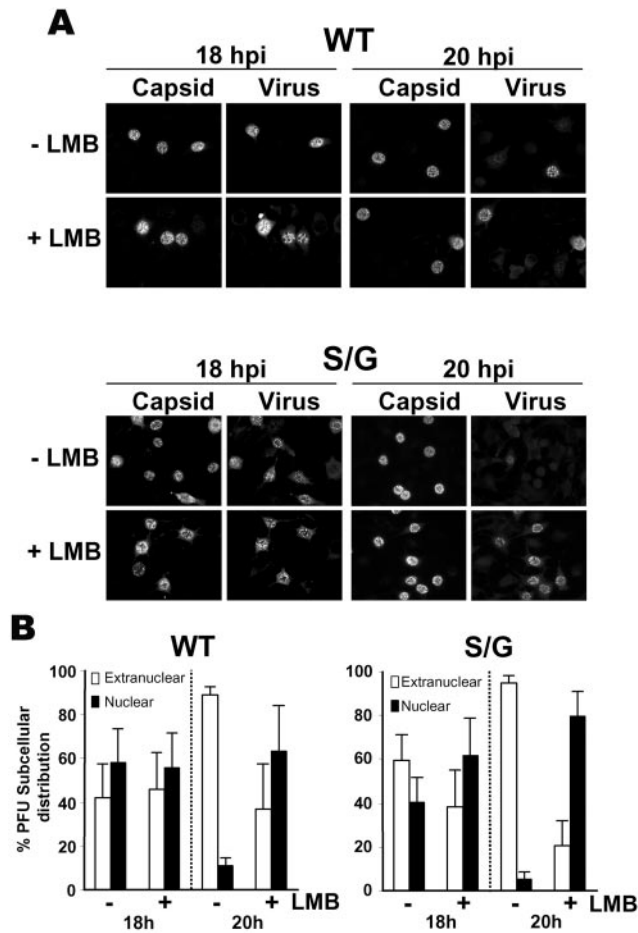 A
WT
18 hpi 20 hpi
Capsid Virus Capsid Virus
- LMB
+ LMB
S/G
18 hpi 20 hpi
Capsid Virus Capsid Virus
- LMB
+ LMB
B
WT S/G
% PFU Subcellular
distribution
100
80
60
40
20
0
Extranuclear
Nuclear
- + - +
18h 20h
100
80
60
40
20
0
Extranuclear
Nuclear
- + - + LMB
18h 20h
LMB